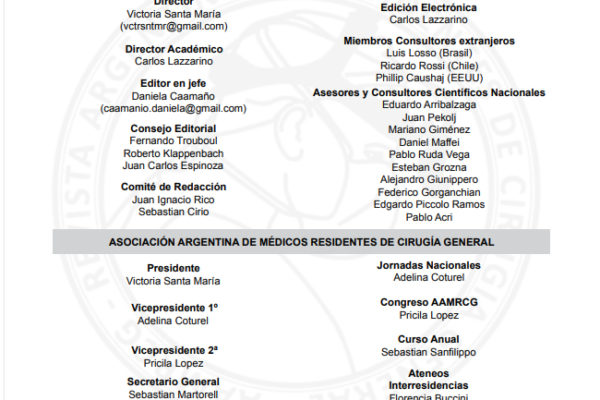 Director
Victoria Santa María
(vctrsntmr@gmail.com)
Director Académico
Carlos Lazzarino
Editor en jefe
Daniela Caamaño
(caamanio.daniela@gmail.com)
Consejo Editorial
Fernando Trouboul
Roberto Klappenbach
Juan Carlos Espinoza
Comité de Redacción
Juan Ignacio Rico
Sebastian Cirio
Edición Electrónica
Carlos Lazzarino
Miembros Consultores extranjeros
Luis Losso (Brasil)
Ricardo Rossi (Chile)
Phillip Caushaj (EEUU)
Asesores y Consultores Científicos Nacionales
Eduardo Arribalzaga
Juan Pekolj
Mariano Giménez
Daniel Maffei
Pablo Ruda Vega
Esteban Grozna
Alejandro Giunippero
Federico Gorganchian
Edgardo Piccolo Ramos
Pablo Acri
ASOCIACIÓN ARGENTINA DE MÉDICOS RESIDENTES DE CIRUGÍA GENERAL
Presidente
Victoria Santa María
Vicepresidente 1º
Adelina Coturel
Vicepresidente 2ª
Pricila Lopez
Secretario General
Sebastan Martorell
Jornadas Nacionales
Adelina Coturel
Congreso AAMRCG
Pricila Lopez
Curso Anual
Sebastian Sanfilippo
Ateneos
Interresidencias
Florencia Buccini